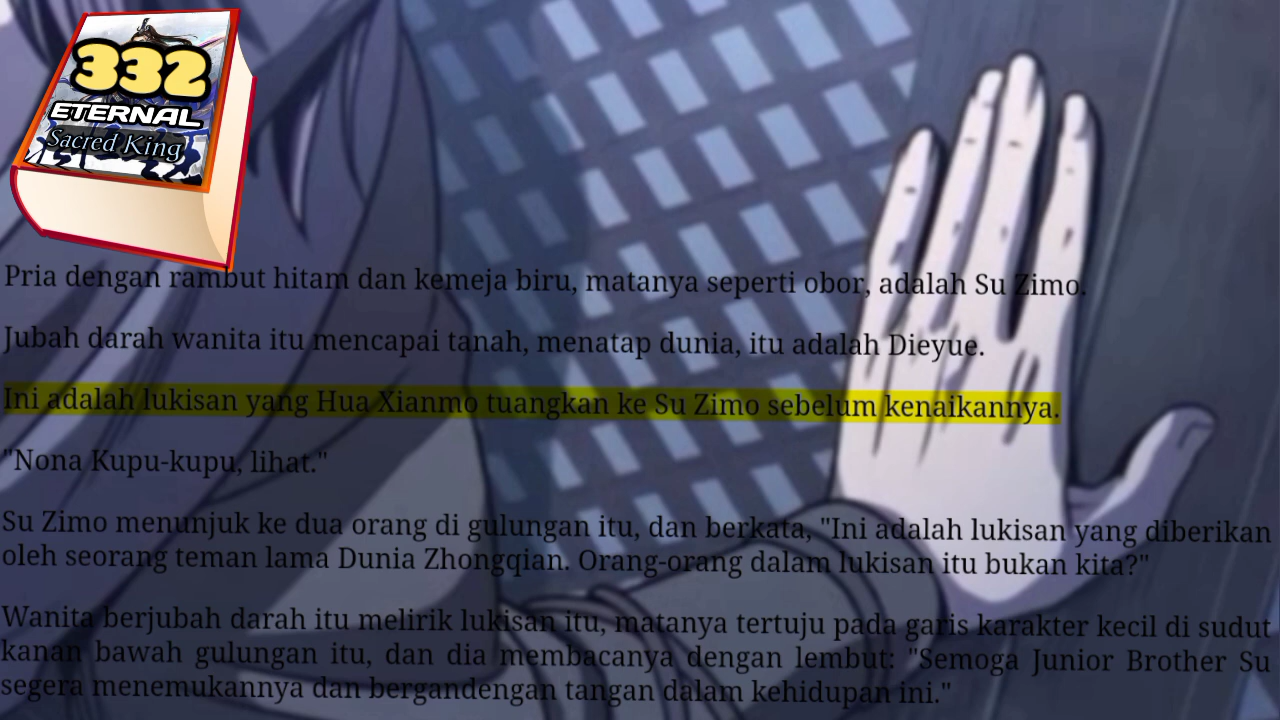 332
ETERNAL
Sacred King
Pria dengan rambut hitam dan kemeja biru, matanya seperti obor, adalah Su Zimo.
Jubah darah wanita itu mencapai tanah, menatap dunia, itu adalah Dieyue.
Ini adalah lukisan yang Hua Xianmo tuangkan ke Su Zimo sebelum kenaikannya.
"Nona Kupu-kupu, lihat."
Su Zimo menunjuk ke dua orang di gulungan itu, dan berkata, "Ini adalah lukisan yang diberikan
oleh seorang teman lama Dunia Zhongqian. Orang-orang dalam lukisan itu bukan kita?"
Wanita berjubah darah itu melirik lukisan itu, matanya tertuju pada garis karakter kecil di sudut
kanan bawah gulungan itu, dan dia membacanya dengan lembut: "Semoga Junior Brother Su
segera menemukannya dan bergandengan tangan dalam kehidupan ini."